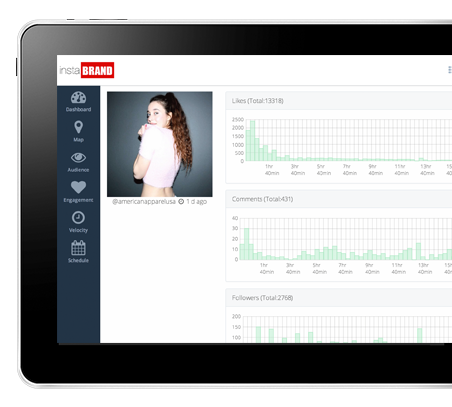 instaBRAND
Dashboard
Map
Audience
Engagement
Velocity
Schedule
@americanapparelusa 1 d ago
Likes (Total:13318)
2500
2000
1500
1000
500
0
1hr 3hr 5hr 7hr 9hr 11hr 13hr 15
40min 40min 40min 40min 40min 40min 40min 40
Comments (Total:431)
40
30
20
10
0
1hr 3hr 5hr 7hr 9hr 11hr 13hr 15
40min 40min 40min 40min 40min 40min 40min 40
Followers (Total:2768)
200
150
100